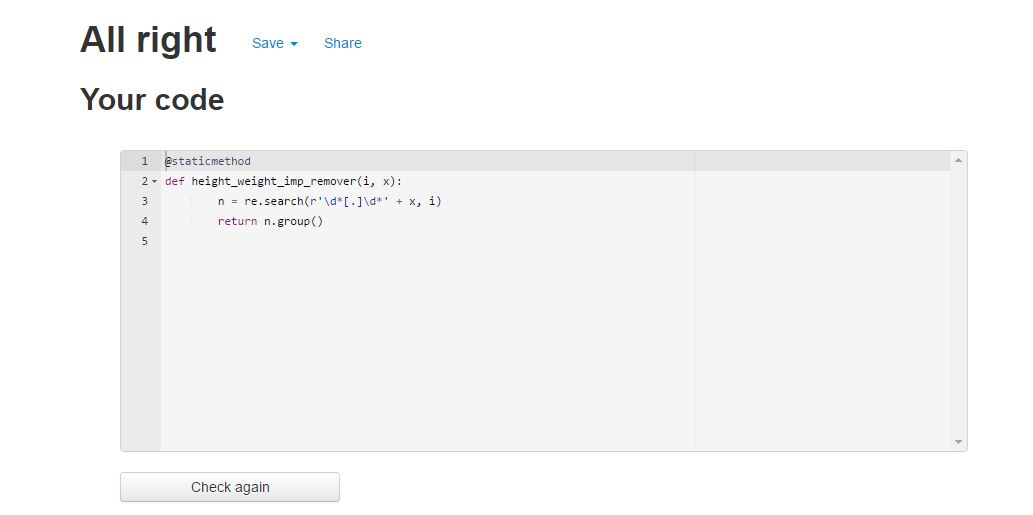 All right Save Share
Your code
1 @staticmethod
2 def height_weight_imp_remover(i, x):
3 n = re.search(r'\d*[.]\d*' + x, i)
4 return n.group()
5
Check again